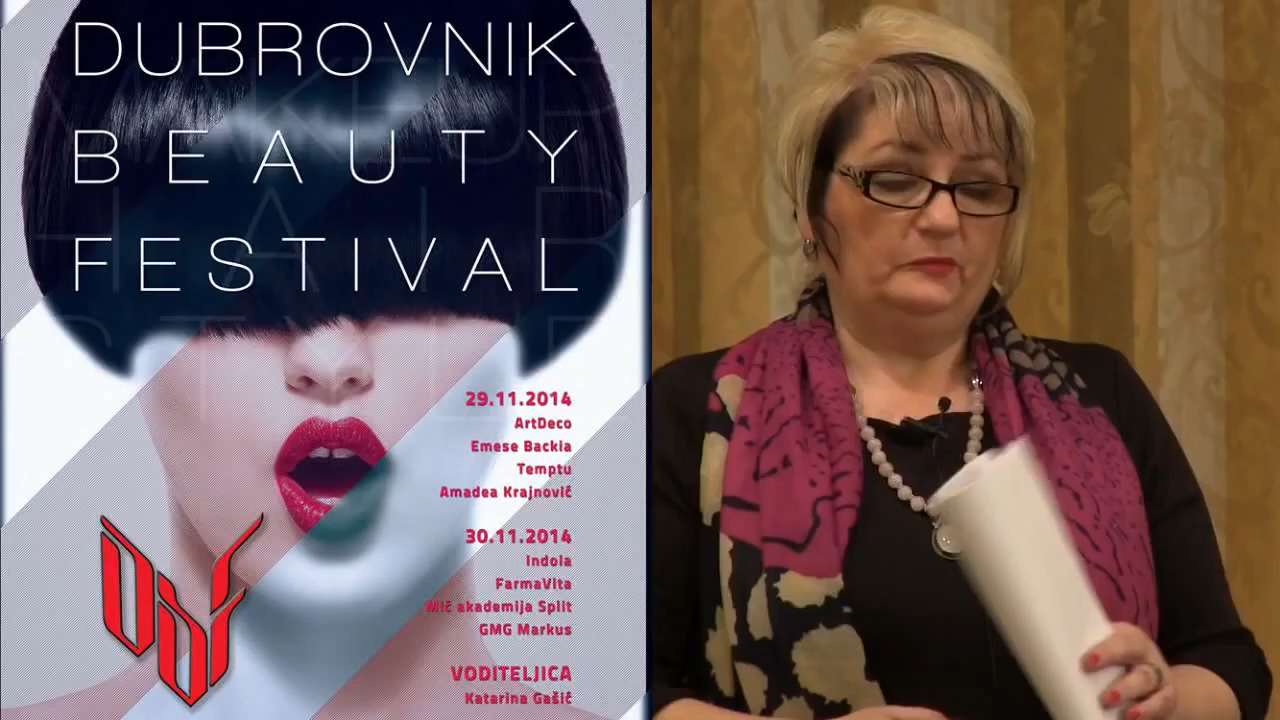 DUBROVNIK
BEAUTY
FESTIVAL
29.11.2014
ArtDeco
Emese Backia
Temptu
Amadea Krajnovič
30.11.2014
Indola
FarmaVita
Mič akademija Split
GMG Markus
VODITELJICA
Katarina Gašić